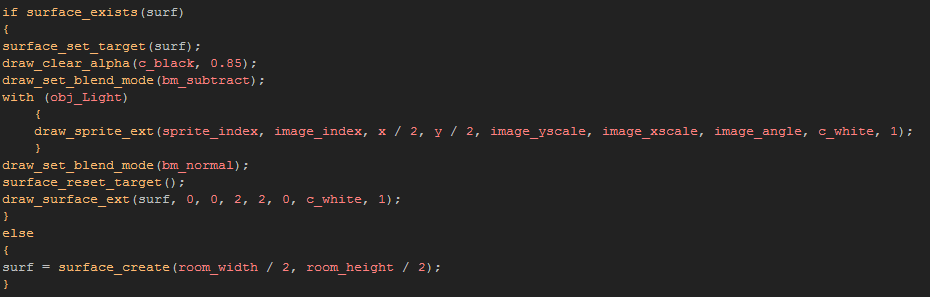 if surface_exists(surf)
{
surface_set_target(surf);
draw_clear_alpha(c_black, 0.85);
draw_set_blend_mode(bm_subtract);
with (obj_Light)
    {
    draw_sprite_ext(sprite_index, image_index, x / 2, y / 2, image_yscale, image_xscale, image_angle, c_white, 1);
    }
draw_set_blend_mode(bm_normal);
surface_reset_target();
draw_surface_ext(surf, 0, 0, 2, 2, 0, c_white, 1);
}
else
{
surf = surface_create(room_width / 2, room_height / 2);
}